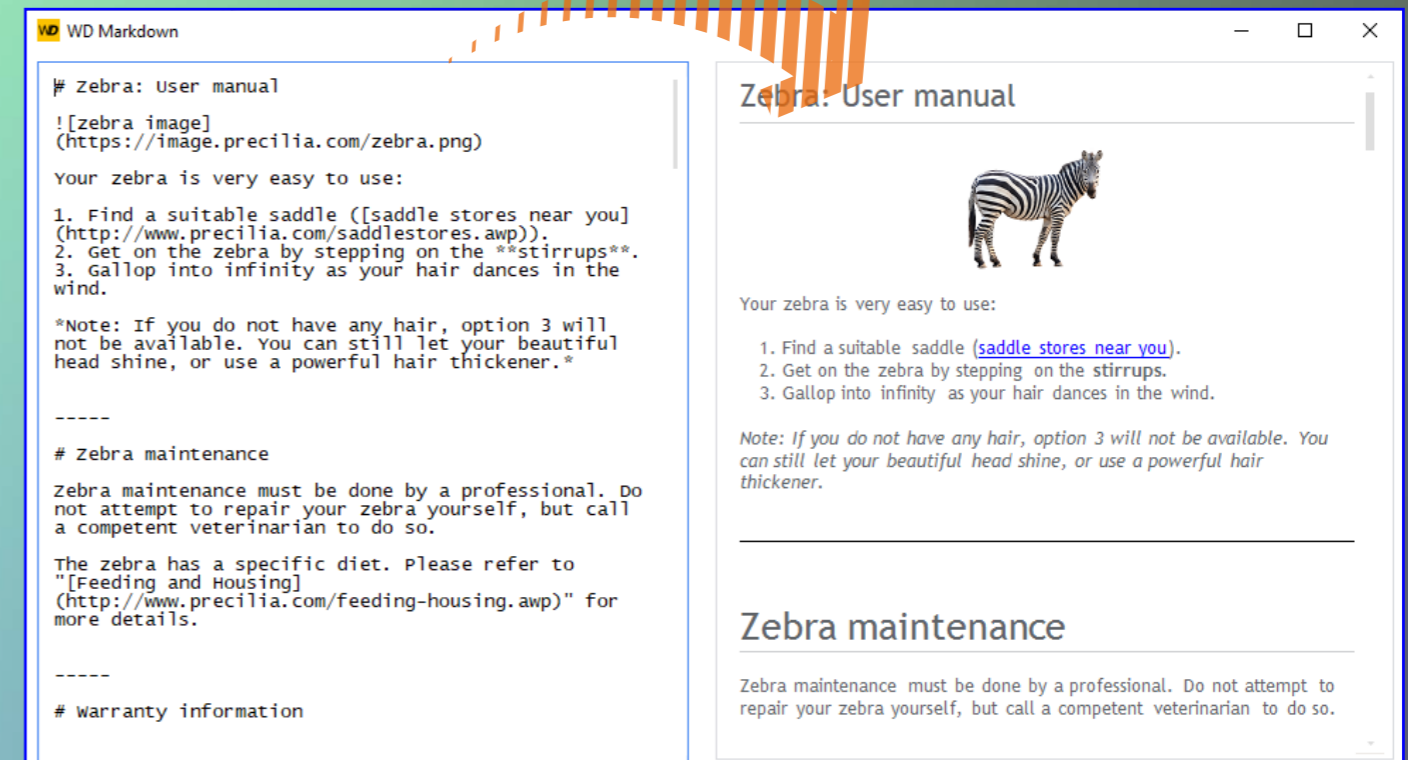 WD WD Markdown
# Zebra: User manual
![zebra image]
(https://image.precilia.com/zebra.png)
Your zebra is very easy to use:
1. Find a suitable saddle ([saddle stores near you]
(http://www.precilia.com/saddlestores.awp)).
2. Get on the zebra by stepping on the **stirrups**.
3. Gallop into infinity as your hair dances in the
wind.
*Note: If you do not have any hair, option 3 will
not be available. You can still let your beautiful
head shine, or use a powerful hair thickener.*
-----
# Zebra maintenance
Zebra maintenance must be done by a professional. Do
not attempt to repair your zebra yourself, but call
a competent veterinarian to do so.
The zebra has a specific diet. Please refer to
"[Feeding and Housing]
(http://www.precilia.com/feeding-housing.awp)" for
more details.
-----
# Warranty information
Zebra: User manual
Your zebra is very easy to use:
1. Find a suitable saddle (saddle stores near you).
2. Get on the zebra by stepping on the stirrups.
3. Gallop into infinity as your hair dances in the wind.
Note: If you do not have any hair, option 3 will not be available. You
can still let your beautiful head shine, or use a powerful hair
thickener.
Zebra maintenance
Zebra maintenance must be done by a professional. Do not attempt to
repair your zebra yourself, but call a competent veterinarian to do so.